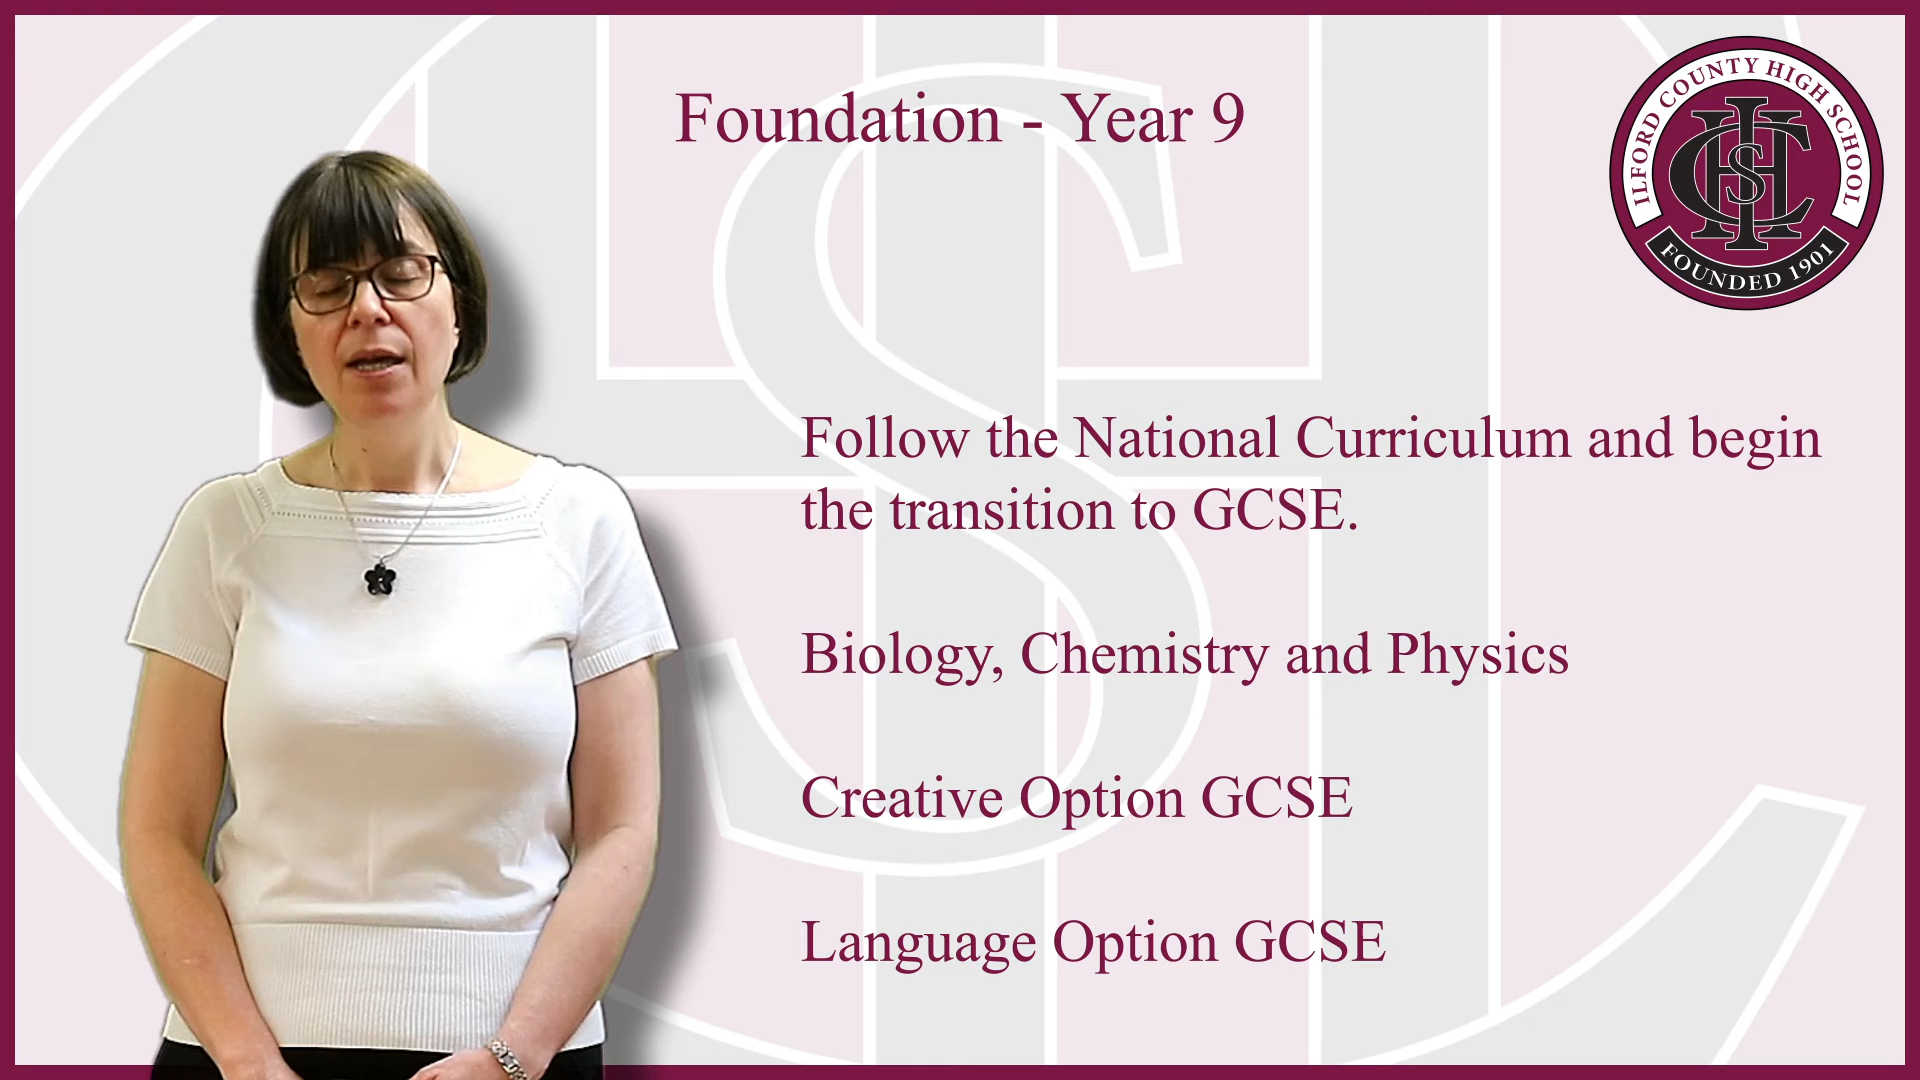 Foundation - Year 9
ILFORD COUNTY HIGH SCHOOL
FOUNDED 1901
Follow the National Curriculum and begin
the transition to GCSE.
Biology, Chemistry and Physics
Creative Option GCSE
Language Option GCSE